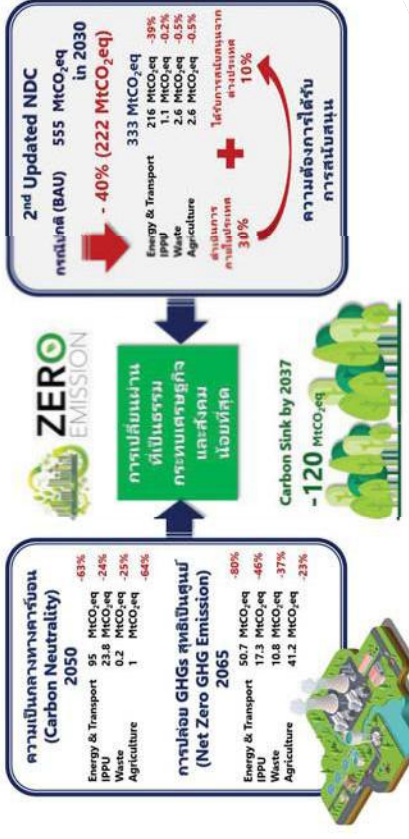 ความเป็นกลางทางคาร์บอน
(Carbon Neutrality)
2050
-63%
Energy & Transport 95 MtCO₂eq
IPPU 23.8 MtCO₂eq -24%
Waste 0.2 MtCO₂eq -25%
Agriculture 1 MtCO₂eq -64%
การปล่อย GHGs สุทธิเป็นศูนย์
(Net Zero GHG Emission)
2065
-80%
Energy & Transport 50.7 MtCO₂eq
IPPU 17.3 MtCO₂eq -46%
Waste 10.8 MtCO₂eq -37%
Agriculture 41.2 MtCO₂eq -23%
ZERO
EMISSION
การเปลี่ยนผ่าน
ที่เป็นธรรม
กระทบเศรษฐกิจ
และสังคม
น้อยที่สุด
Carbon Sink by 2037
-120 MtCO₂eq
2nd Updated NDC
กรณีปกติ (BAU) 555 MtCO₂eq
in 2030
- 40% (222 MtCO₂eq)
333 MtCO₂eq
Energy & Transport 216 MtCO₂eq -39%
IPPU 1.1 MtCO₂eq -0.2%
Waste 2.6 MtCO₂eq -0.5%
Agriculture 2.6 MtCO₂eq -0.5%
ดำเนินการ
ภายในประเทศ
30%
+
ได้รับการสนับสนุนจาก
ต่างประเทศ
10%
ความต้องการได้รับ
การสนับสนุน